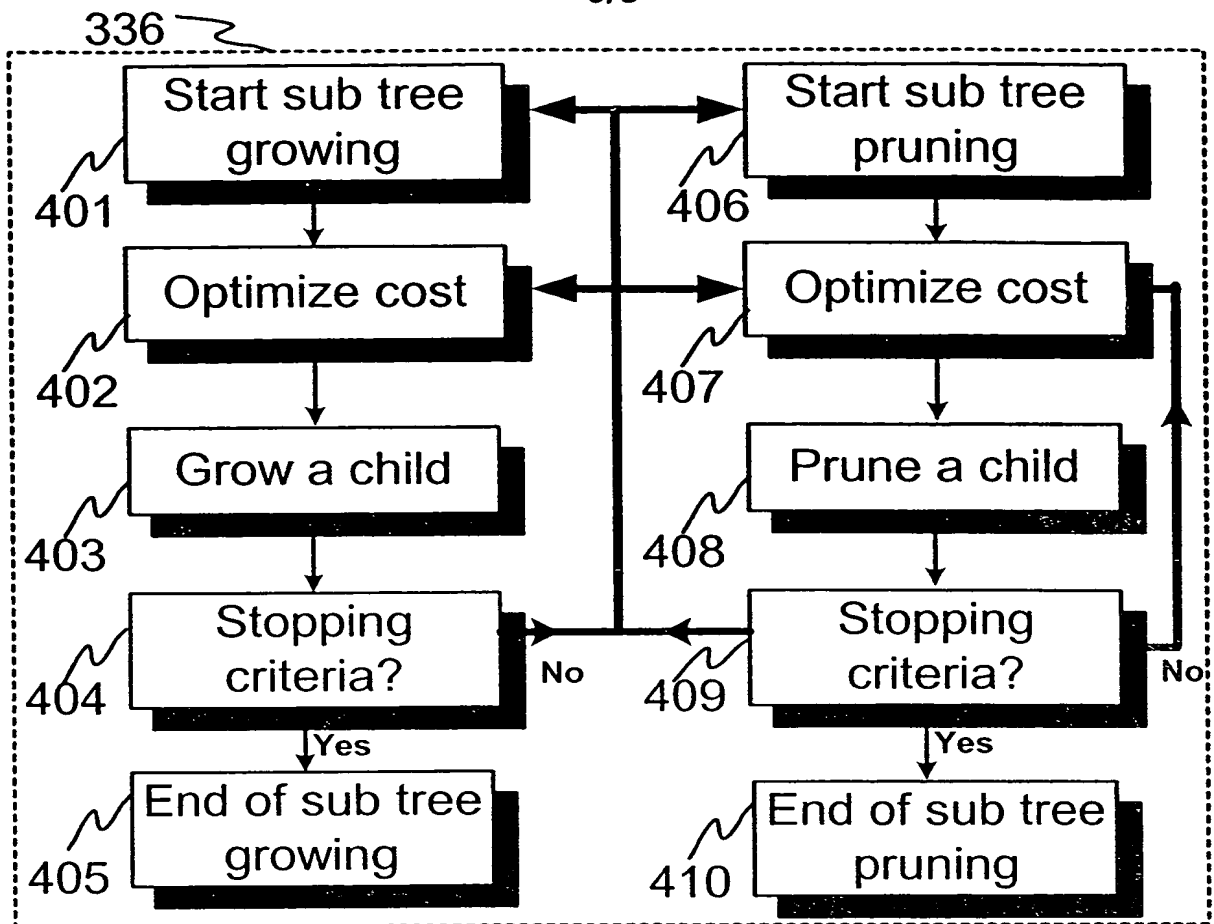 336
Start sub tree
growing
401
Optimize cost
402
Grow a child
403
Stopping
criteria?
404
No
Yes
End of sub tree
growing
405
Start sub tree
pruning
406
Optimize cost
407
Prune a child
408
Stopping
criteria?
409
No
Yes
End of sub tree
pruning
410